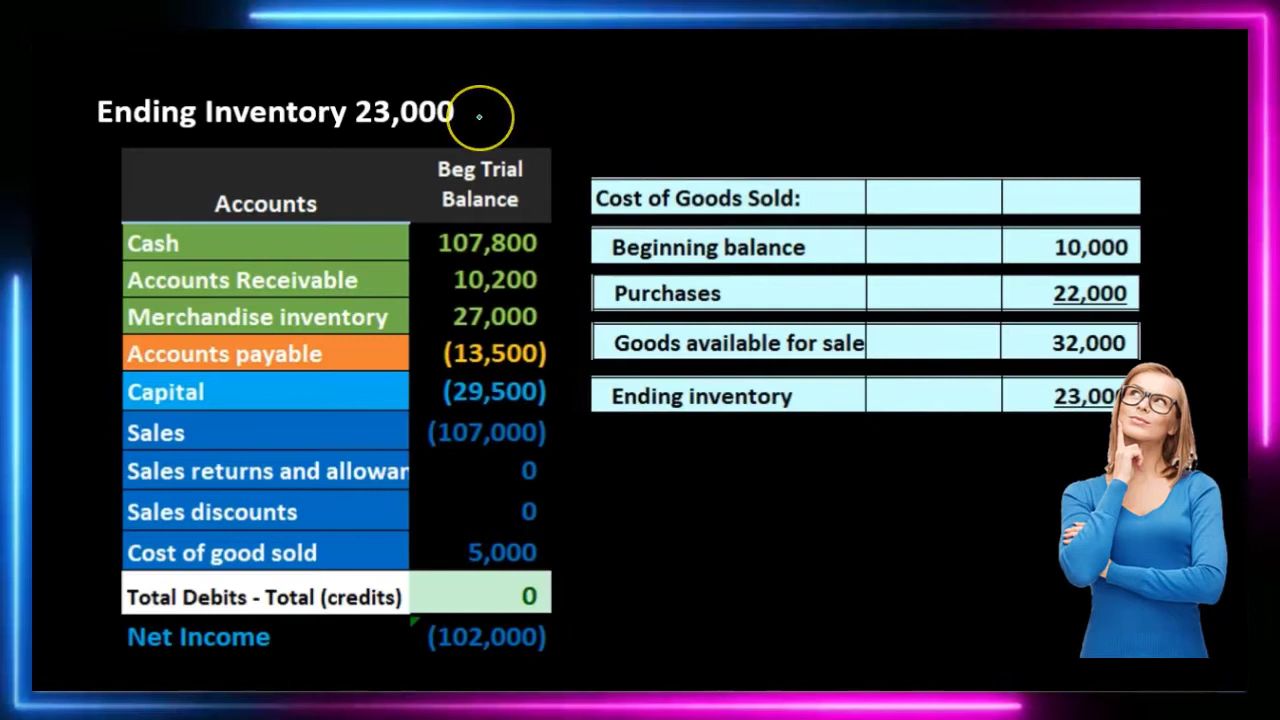 Ending Inventory 23,000
Accounts
Beg Trial
Balance
Cash 107,800
Accounts Receivable 10,200
Merchandise inventory 27,000
Accounts payable (13,500)
Capital (29,500)
Sales (107,000)
Sales returns and allowan 0
Sales discounts 0
Cost of good sold 5,000
Total Debits - Total (credits) 0
Net Income (102,000)
Cost of Goods Sold:
Beginning balance 10,000
Purchases 22,000
Goods available for sale 32,000
Ending inventory 23,000